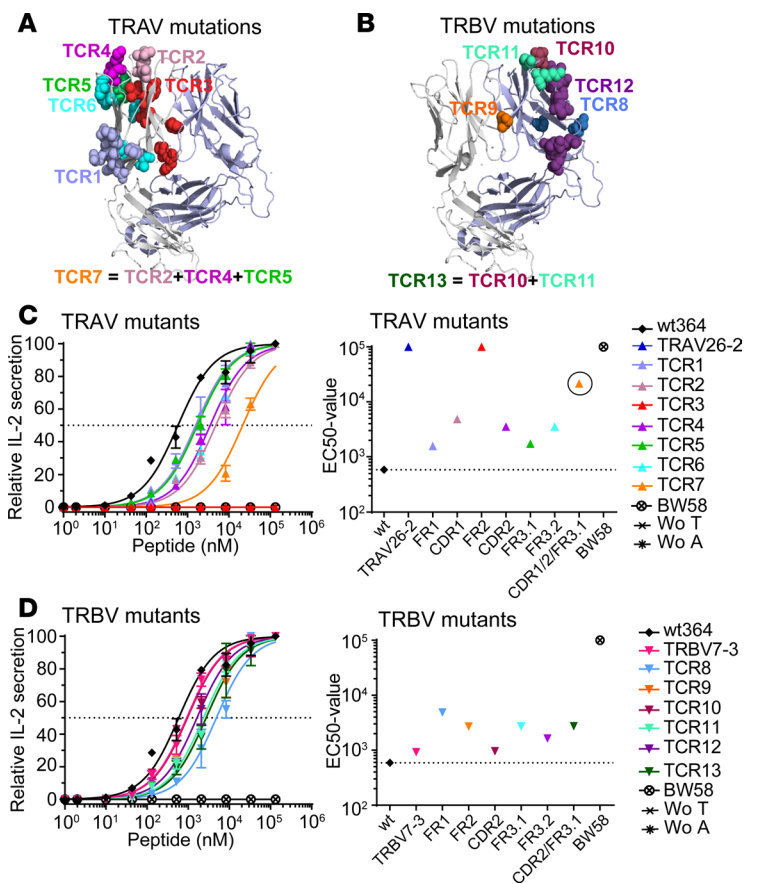 A
TRAV mutations
TCR4
TCR2
TCR5
TCR3
TCR6
TCR1
TCR7 = TCR2+TCR4+TCR5
B
TRBV mutations
TCR11
TCR10
TCR12
TCR9
TCR8
TCR13 = TCR10+TCR11
C
TRAV mutants
Relative IL-2 secretion
100
80
60
40
20
0
10^0 10^1 10^2 10^3 10^4 10^5 10^6
Peptide (nM)
TRAV mutants
EC50-value
10^5
10^4
10^3
10^2
wt
TRAV26-2
FR1
CDR1
FR2
CDR2
FR3.1
FR3.2
CDR1/2/FR3.1
BW58
wt364
TRAV26-2
TCR1
TCR2
TCR3
TCR4
TCR5
TCR6
TCR7
BW58
Wo T
Wo A
D
TRBV mutants
Relative IL-2 secretion
100
80
60
40
20
0
10^0 10^1 10^2 10^3 10^4 10^5 10^6
Peptide (nM)
TRBV mutants
EC50-value
10^5
10^4
10^3
10^2
wt
TRBV7-3
FR1
FR2
CDR2
FR3.1
FR3.2
CDR2/FR3.1
BW58
wt364
TRBV7-3
TCR8
TCR9
TCR10
TCR11
TCR12
TCR13
BW58
Wo T
Wo A